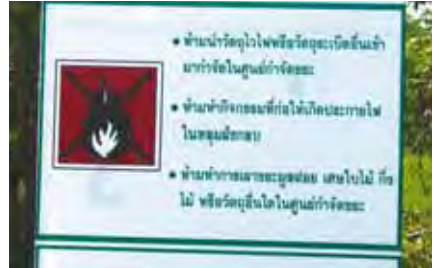 • ห้ามนำวัตถุไวไฟหรือวัตถุระเบิดอื่นเข้า
มากำจัดในศูนย์กำจัดขยะ
• ห้ามทำกิจกรรมที่ก่อให้เกิดประกายไฟ
ในหลุมฝังกลบ
• ห้ามทำการเผาขยะมูลฝอย เศษใบไม้ กิ่ง
ไม้ หรือวัตถุอื่นใดในศูนย์กำจัดขยะ